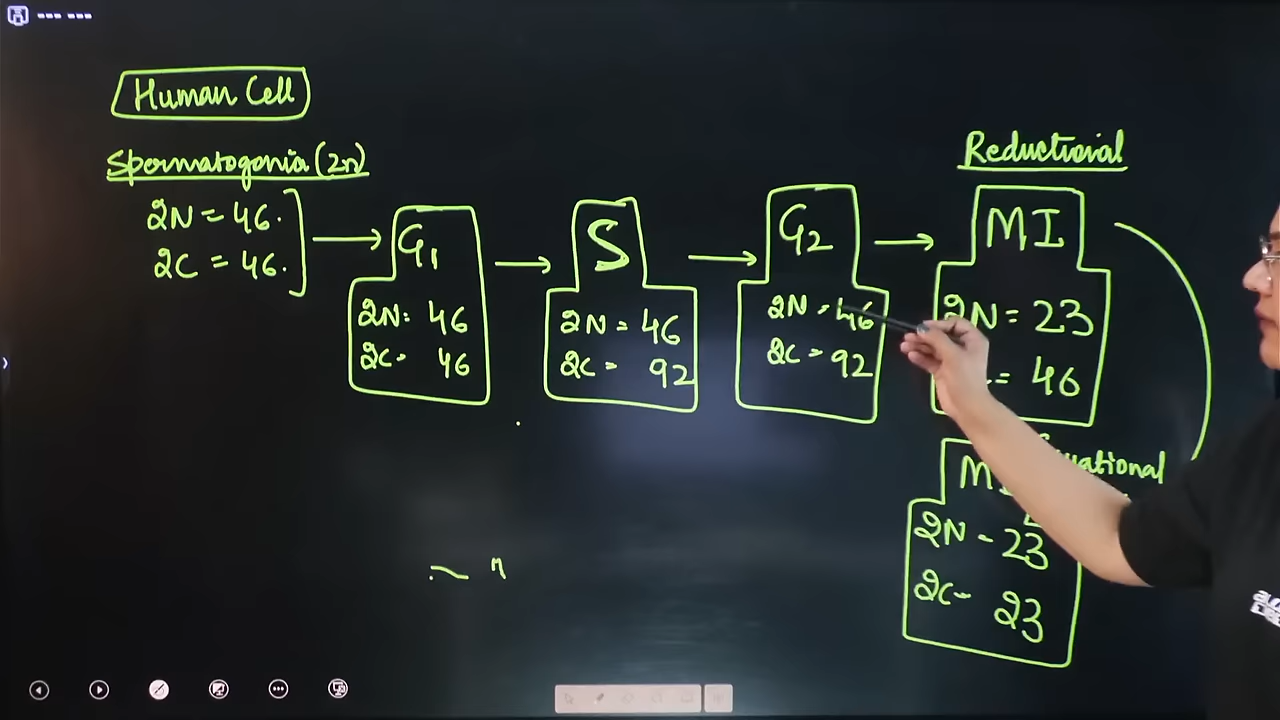 Human Cell
Spermatogonia (2n)
2N = 46.
2C = 46.
G1
2N: 46
2C- 46
S
2N = 46
2C = 92
G2
2N = 46
2C = 92
Reductional
MI
2N = 23
= 46
2N - 23
2C- 23